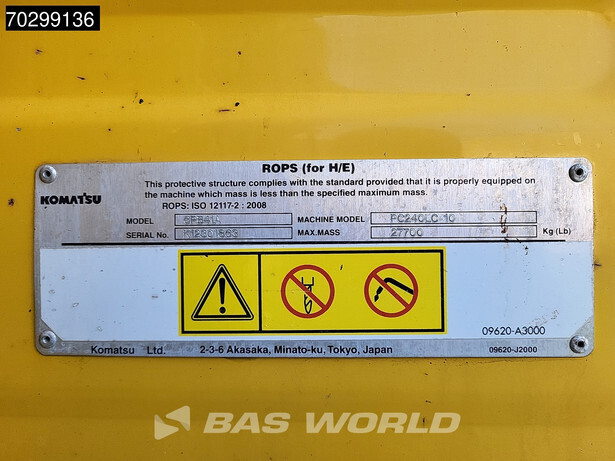 70299136
ROPS (for H/E)
This protective structure complies with the standard provided that it is properly equipped on
the machine which mass is less than the specified maximum mass.
KOMATSU
ROPS: ISO 12117-2 : 2008
MODEL MACHINE MODEL PC240LC-10
SERIAL No. MAX.MASS 27700 Kg (Lb)
09620-A3000
Komatsu Ltd. 2-3-6 Akasaka, Minato-ku, Tokyo, Japan 09620-J2000
BAS WORLD